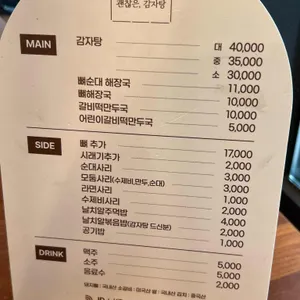 괜찮은, 감자탕
MAIN
감자탕 대 40,000
중 35,000
소 30,000
뼈순대 해장국 11,000
뼈해장국 10,000
갈비떡만두국 10,000
어린이갈비떡만두국 5,000
SIDE
뼈 추가 17,000
시래기추가 2,000
순대사리 3,000
모둠사리(수제비,만두,순대) 3,000
라면사리 1,000
수제비사리 2,000
날치알주먹밥 4,000
날치알볶음밥(감자탕 드신분) 2,000
공기밥 1,000
DRINK
맥주 5,000
소주 5,000
음료수 2,000